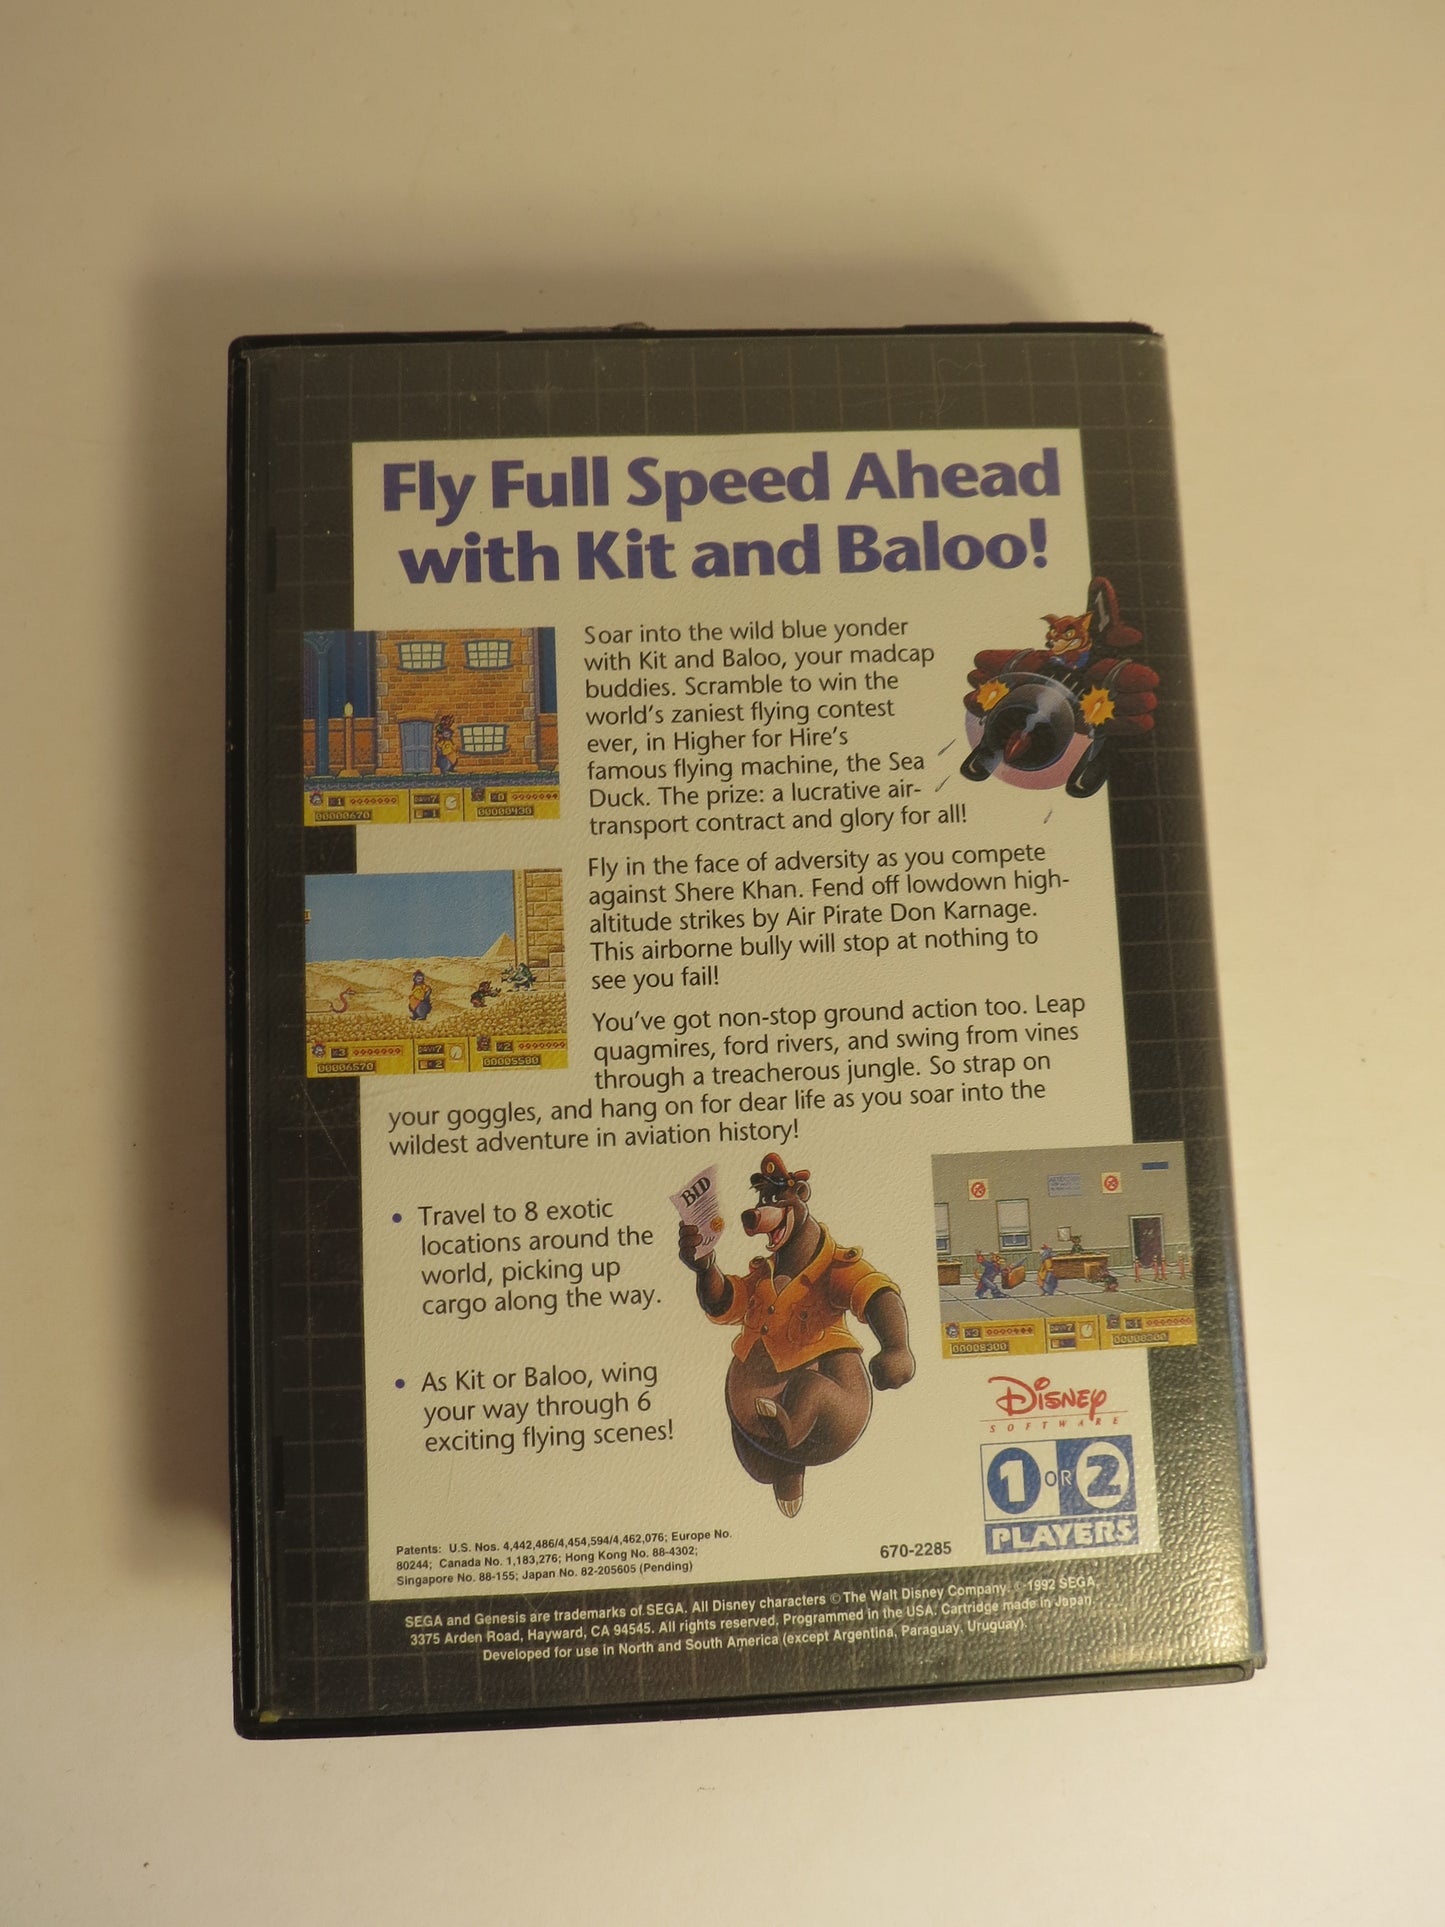 Fly Full Speed Ahead
with Kit and Baloo!
Soar into the wild blue yonder
with Kit and Baloo, your madcap
buddies. Scramble to win the
world's zaniest flying contest
ever, in Higher for Hire's
famous flying machine, the Sea
Duck. The prize: a lucrative air-
transport contract and glory for all!
Fly in the face of adversity as you compete
against Shere Khan. Fend off lowdown high-
altitude strikes by Air Pirate Don Karnage.
This airborne bully will stop at nothing to
see you fail!
You've got non-stop ground action too. Leap
quagmires, ford rivers, and swing from vines
through a treacherous jungle. So strap on
your goggles, and hang on for dear life as you soar into the
wildest adventure in aviation history!
• Travel to 8 exotic
locations around the
world, picking up
cargo along the way.
• As Kit or Baloo, wing
your way through 6
exciting flying scenes!
BID
x1
00000670
x0
00000430
x3
00006570
x2
00005500
x3
00008300
x1
00000300
Disney
SOFTWARE
1 OR 2
PLAYERS
Patents: U.S. Nos. 4,442,486/4,454,594/4,462,076; Europe No.
80244; Canada No. 1,183,276; Hong Kong No. 88-4302;
Singapore No. 88-155; Japan No. 82-205605 (Pending)
670-2285
SEGA and Genesis are trademarks of SEGA. All Disney characters © The Walt Disney Company. © 1992 SEGA,
3375 Arden Road, Hayward, CA 94545. All rights reserved. Programmed in the USA. Cartridge made in Japan.
Developed for use in North and South America (except Argentina, Paraguay, Uruguay).